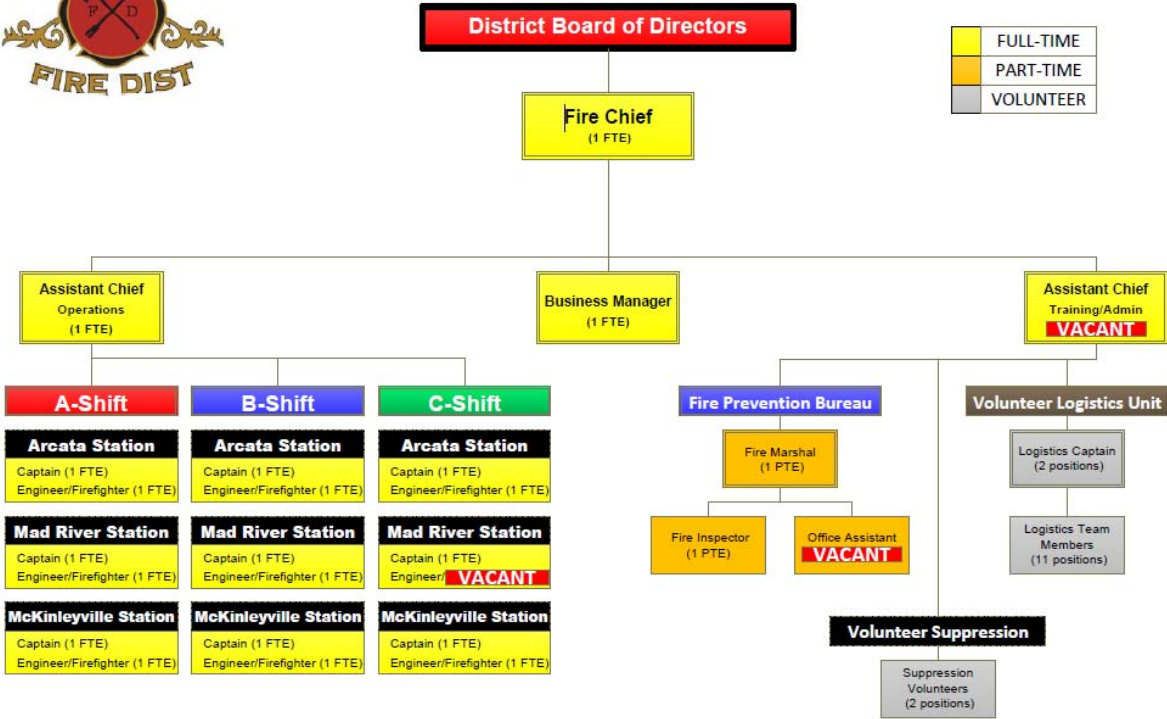 F D
FIRE DIST
District Board of Directors
FULL-TIME
PART-TIME
VOLUNTEER
Fire Chief
(1 FTE)
Assistant Chief
Operations
(1 FTE)
Business Manager
(1 FTE)
Assistant Chief
Training/Admin
VACANT
A-Shift
Arcata Station
Captain (1 FTE)
Engineer/Firefighter (1 FTE)
Mad River Station
Captain (1 FTE)
Engineer/Firefighter (1 FTE)
McKinleyville Station
Captain (1 FTE)
Engineer/Firefighter (1 FTE)
B-Shift
Arcata Station
Captain (1 FTE)
Engineer/Firefighter (1 FTE)
Mad River Station
Captain (1 FTE)
Engineer/Firefighter (1 FTE)
McKinleyville Station
Captain (1 FTE)
Engineer/Firefighter (1 FTE)
C-Shift
Arcata Station
Captain (1 FTE)
Engineer/Firefighter (1 FTE)
Mad River Station
Captain (1 FTE)
Engineer/ VACANT
McKinleyville Station
Captain (1 FTE)
Engineer/Firefighter (1 FTE)
Fire Prevention Bureau
Fire Marshal
(1 PTE)
Fire Inspector
(1 PTE)
Office Assistant
VACANT
Volunteer Logistics Unit
Logistics Captain
(2 positions)
Logistics Team
Members
(11 positions)
Volunteer Suppression
Suppression
Volunteers
(2 positions)